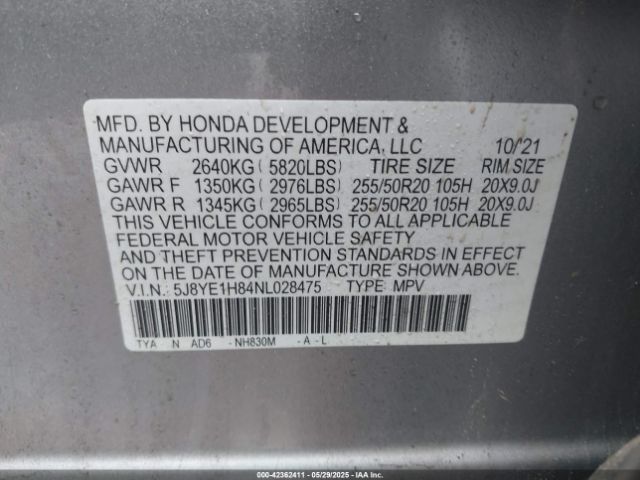 MFD. BY HONDA DEVELOPMENT &
MANUFACTURING OF AMERICA, LLC 10/21
GVWR 2640KG ( 5820LBS) TIRE SIZE RIM SIZE
GAWR F 1350KG ( 2976LBS) 255/50R20 105H 20X9.0J
GAWR R 1345KG ( 2965LBS) 255/50R20 105H 20X9.0J
THIS VEHICLE CONFORMS TO ALL APPLICABLE
FEDERAL MOTOR VEHICLE SAFETY
AND THEFT PREVENTION STANDARDS IN EFFECT
ON THE DATE OF MANUFACTURE SHOWN ABOVE.
V.I.N.: 5J8YE1H84NL028475 TYPE: MPV
TYA N AD6 - NH830M - A - L
000-42362411 - 05/29/2025 - IAA, Inc.